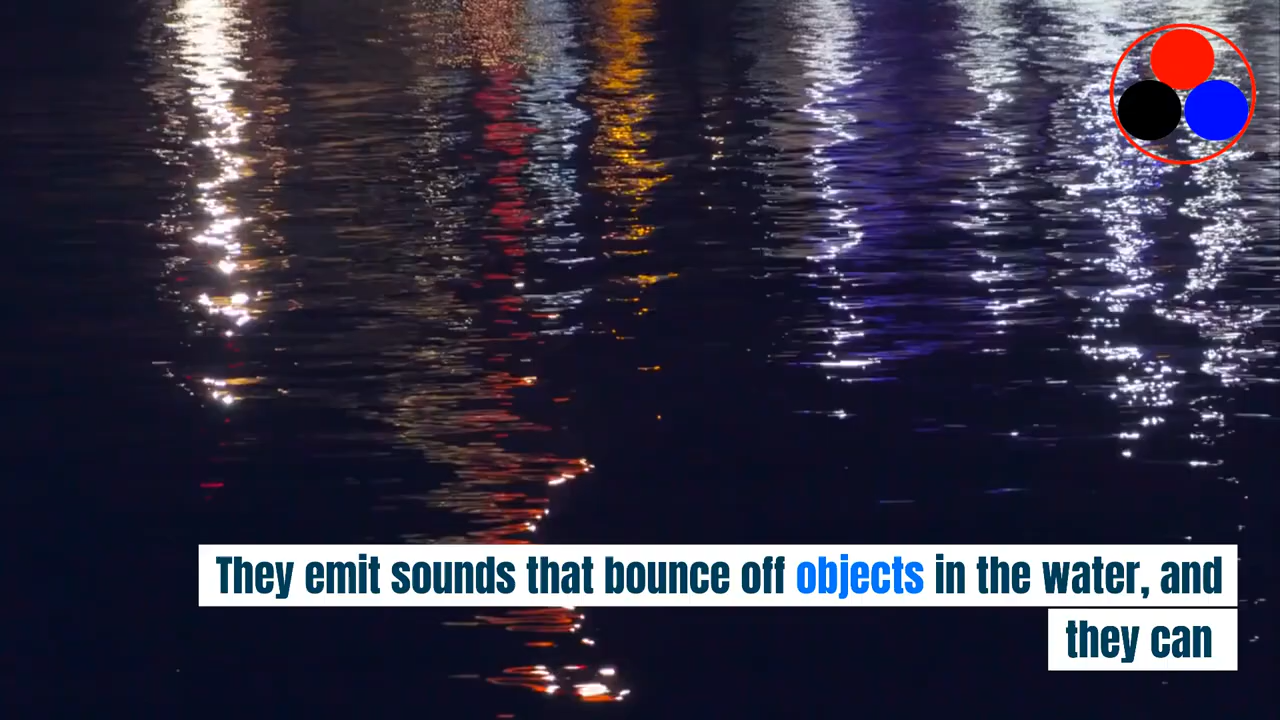 They emit sounds that bounce off objects in the water, and
they can